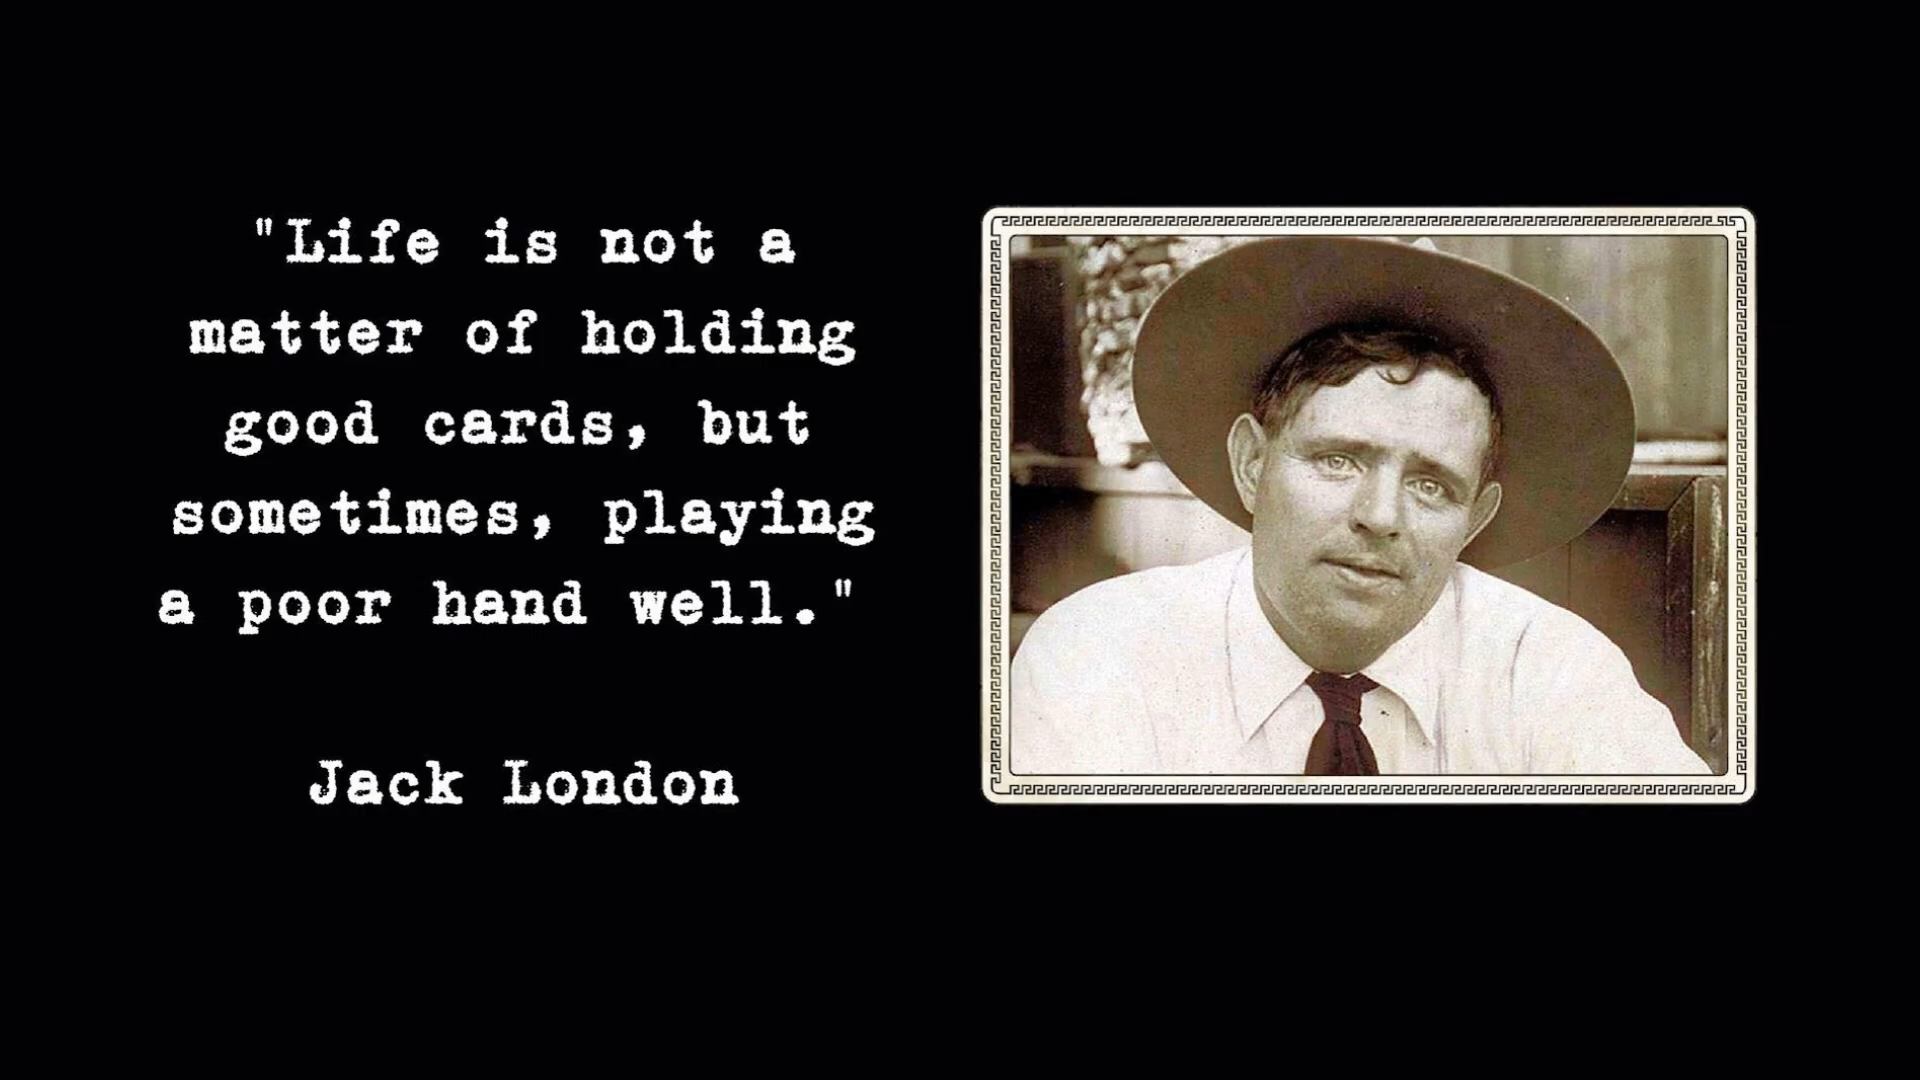 "Life is not a
matter of holding
good cards, but
sometimes, playing
a poor hand well."
Jack London